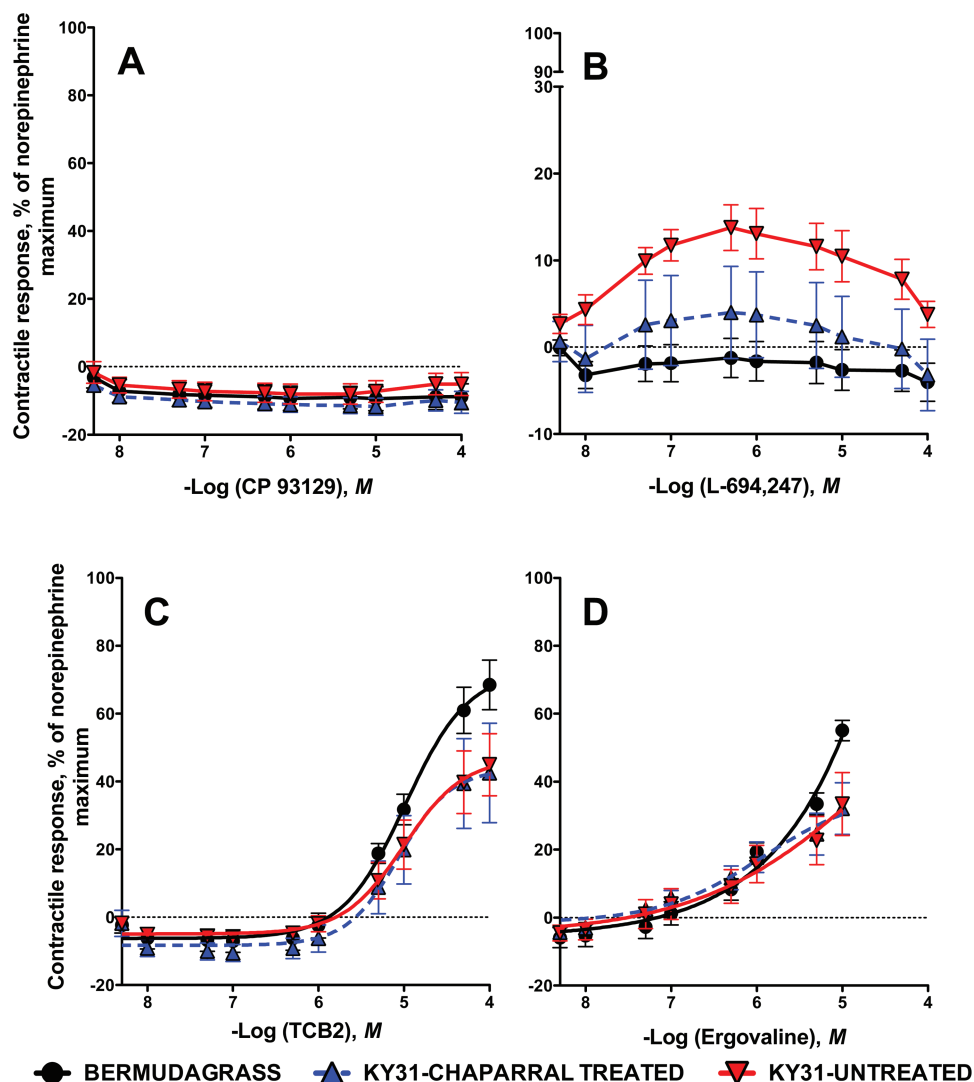 A
B
Contractile response, % of norepinephrine
maximum
100
80
60
40
20
0
-20
8 7 6 5 4
-Log (CP 93129), M
100
90
30
20
10
0
-10
8 7 6 5 4
-Log (L-694,247), M
C
D
Contractile response, % of norepinephrine
maximum
100
80
60
40
20
0
-20
8 7 6 5 4
-Log (TCB2), M
100
80
60
40
20
0
-20
8 7 6 5 4
-Log (Ergovaline), M
BERMUDAGRASS KY31-CHAPARRAL TREATED KY31-UNTREATED